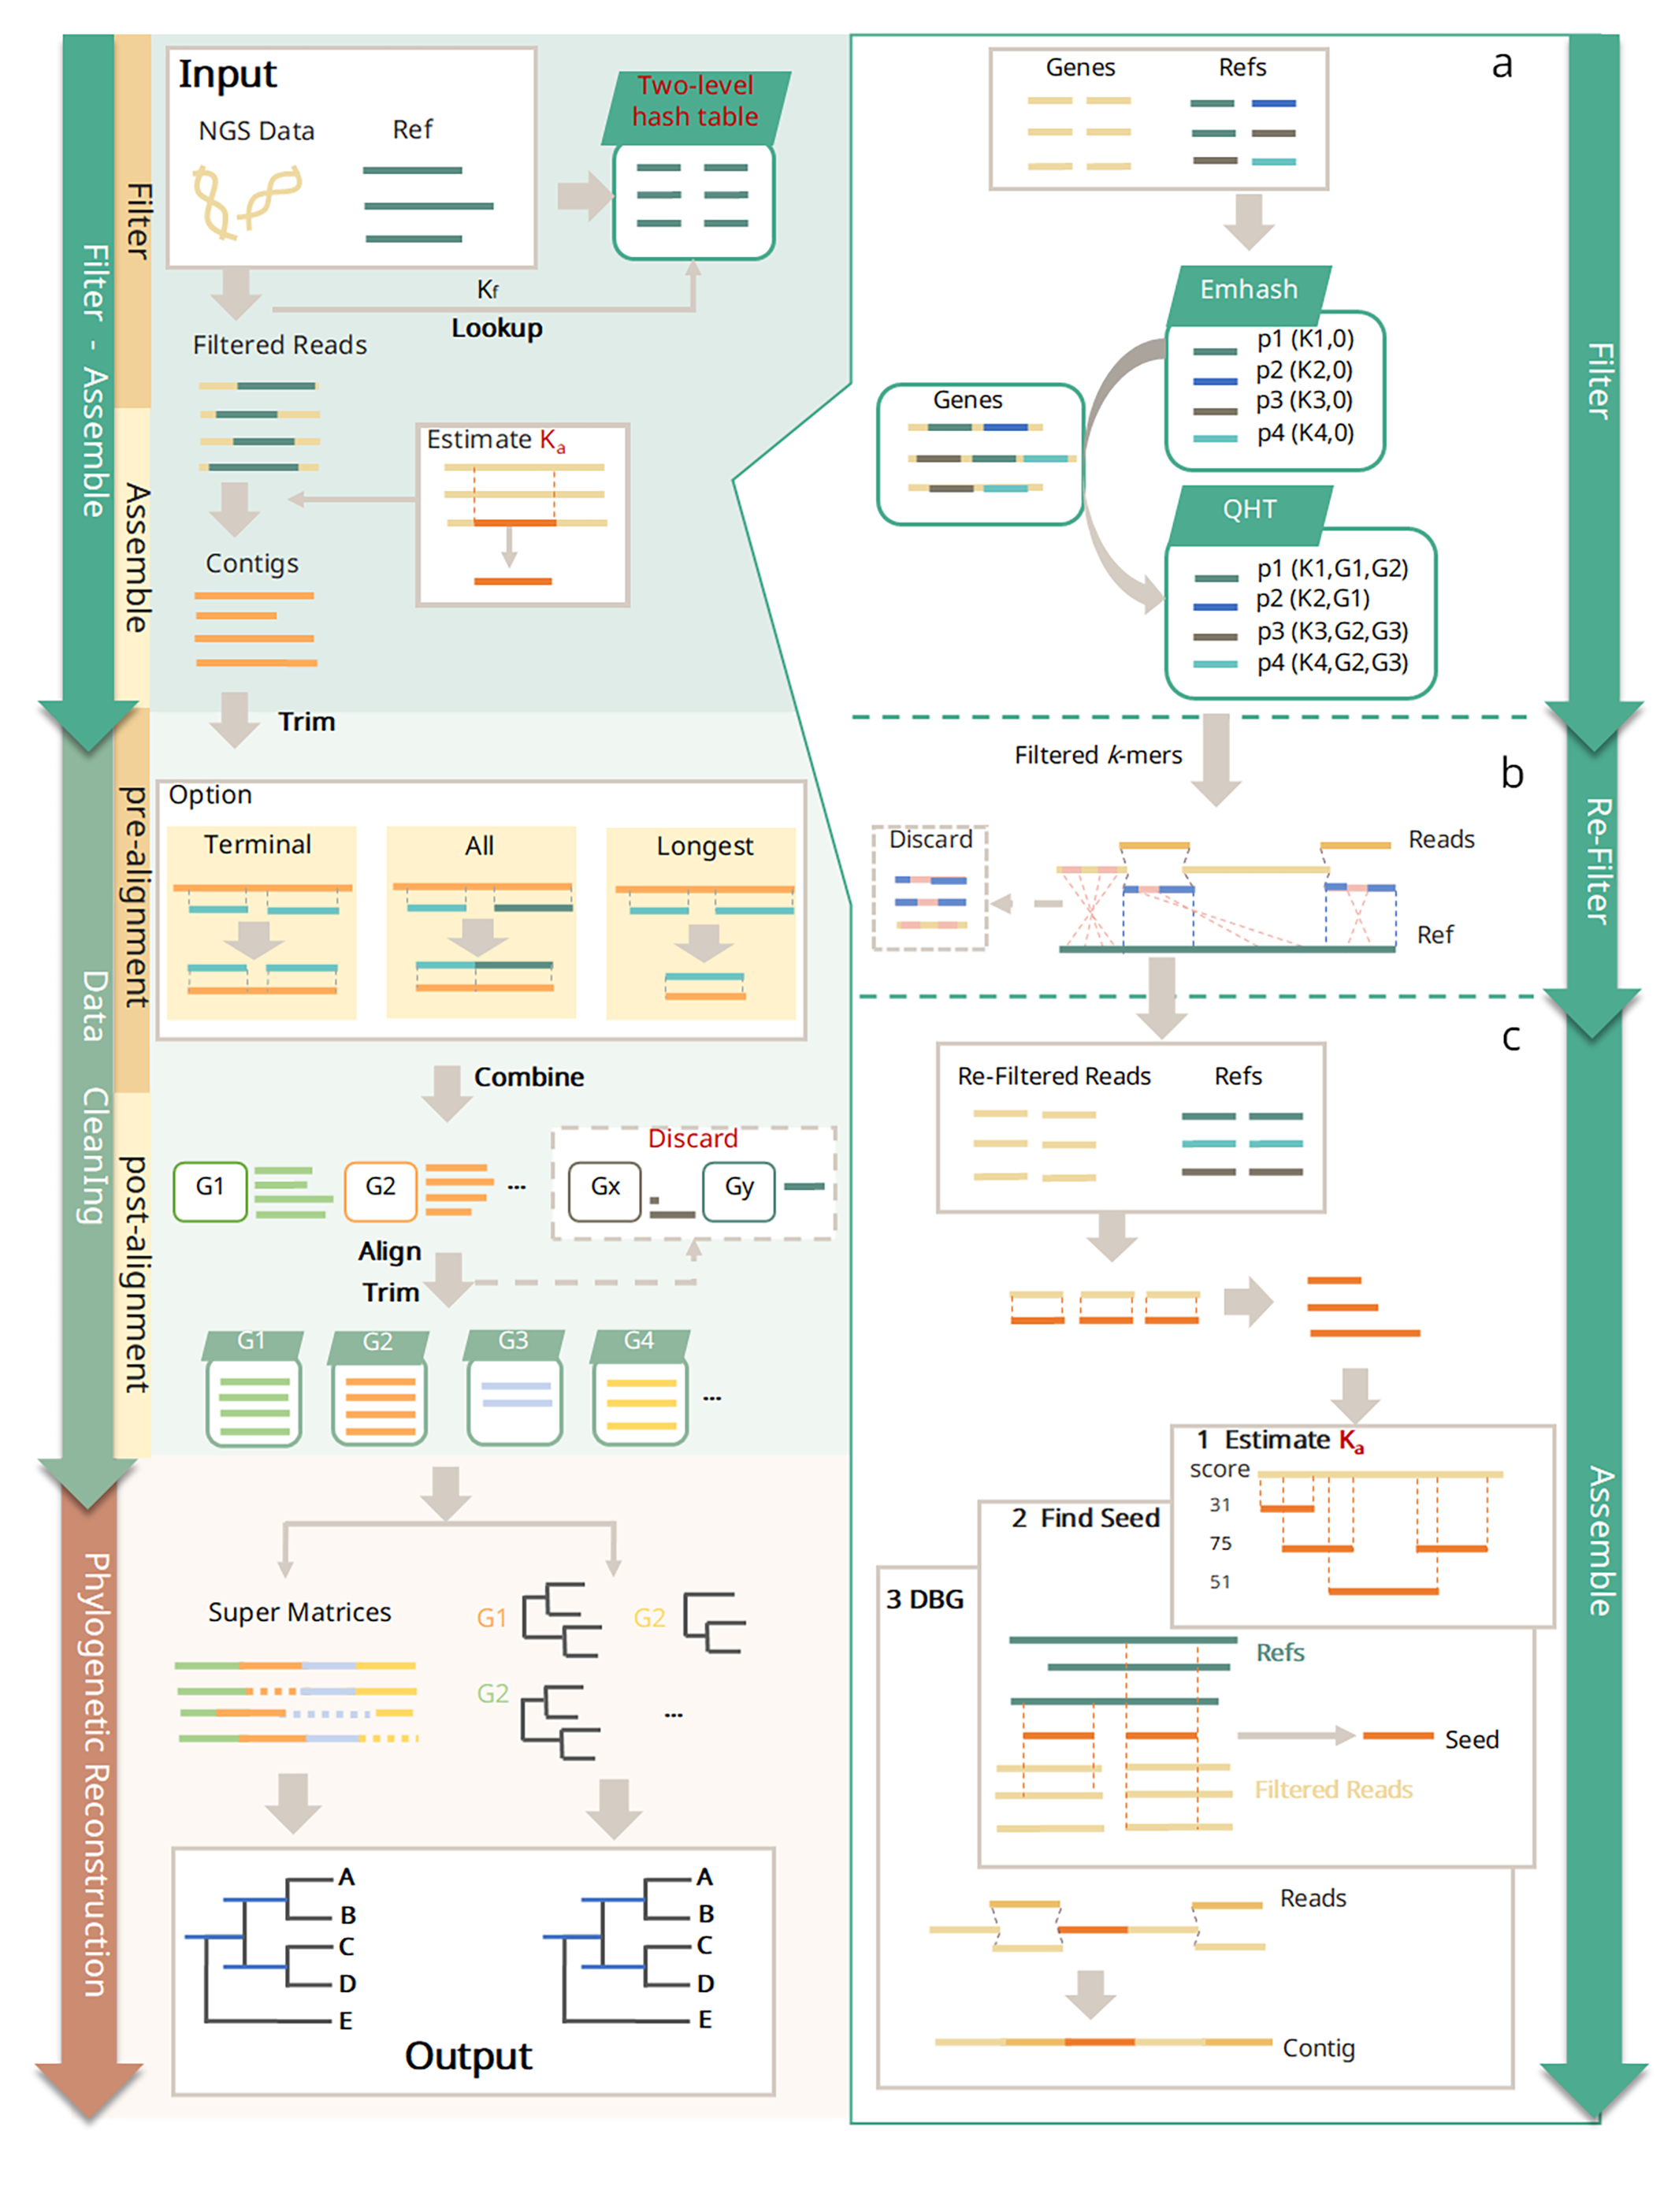 Filter - Assemble
Data CleanIng
Phylogenetic Reconstruction
Filter
Assemble
pre-alignment
post-alignment
Input
NGS Data
Ref
Two-level
hash table
Kf
Lookup
Filtered Reads
Estimate Ka
Contigs
Trim
Option
Terminal
All
Longest
Combine
Discard
G1
G2
...
Gx
Gy
Align
Trim
G1
G2
G3
G4
...
Super Matrices
G1
G2
G2
...
A
B
C
D
E
A
B
C
D
E
Output
a
Genes
Refs
Emhash
p1 (K1,0)
p2 (K2,0)
p3 (K3,0)
p4 (K4,0)
Genes
QHT
p1 (K1,G1,G2)
p2 (K2,G1)
p3 (K3,G2,G3)
p4 (K4,G2,G3)
Filter
Filtered k-mers
b
Discard
Reads
Ref
Re-Filter
c
Re-Filtered Reads
Refs
1 Estimate Ka
score
31
75
51
2 Find Seed
Refs
Seed
Filtered Reads
3 DBG
Reads
Contig
Assemble